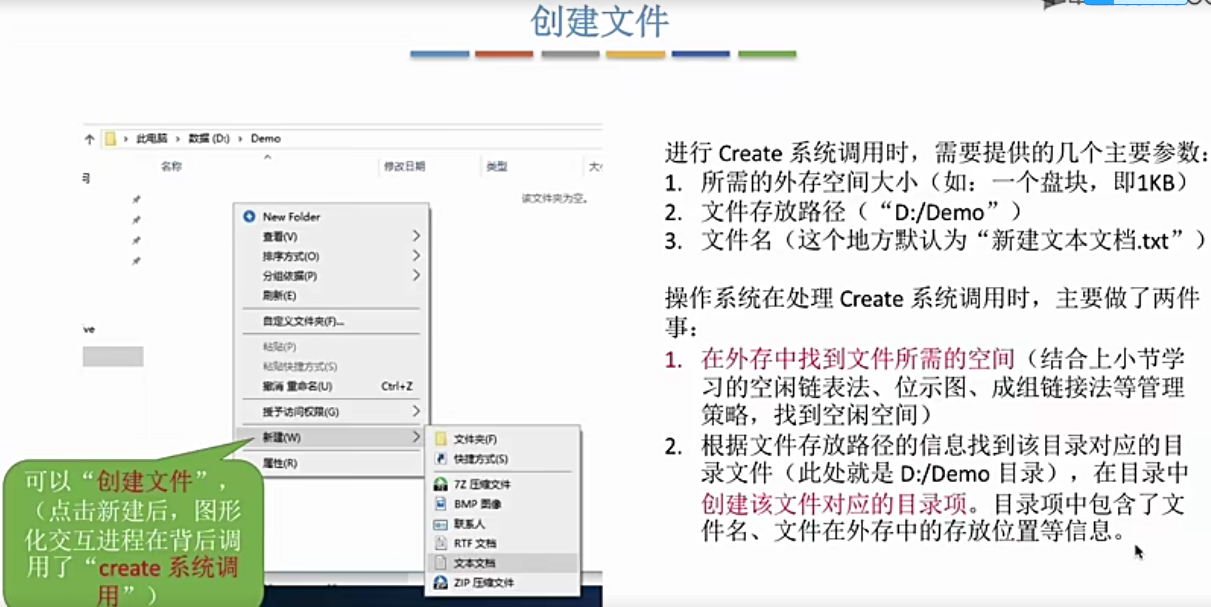 创建文件
此电脑 › 数据 (D:) › Demo
名称 修改日期 类型
该文件夹为空。
New Folder
查看(V)
排序方式(O)
分组依据(P)
刷新(E)
自定义文件夹(F)...
粘贴(P)
粘贴快捷方式(S)
撤消 重命名(U) Ctrl+Z
授予访问权限(G)
新建(W)
属性(R)
文件夹(F)
快捷方式(S)
7Z 压缩文件
BMP 图像
联系人
RTF 文档
文本文档
ZIP 压缩文件
可以“创建文件”，
（点击新建后，图形
化交互进程在背后调
用了“create 系统调
用”）
进行 Create 系统调用时，需要提供的几个主要参数：
1. 所需的外存空间大小（如：一个盘块，即1KB）
2. 文件存放路径（“D:/Demo”）
3. 文件名（这个地方默认为“新建文本文档.txt”）
操作系统在处理 Create 系统调用时，主要做了两件
事：
1. 在外存中找到文件所需的空间（结合上小节学
习的空闲链表法、位示图、成组链接法等管理
策略，找到空闲空间）
2. 根据文件存放路径的信息找到该目录对应的目
录文件（此处就是 D:/Demo 目录），在目录中
创建该文件对应的目录项。目录项中包含了文
件名、文件在外存中的存放位置等信息。